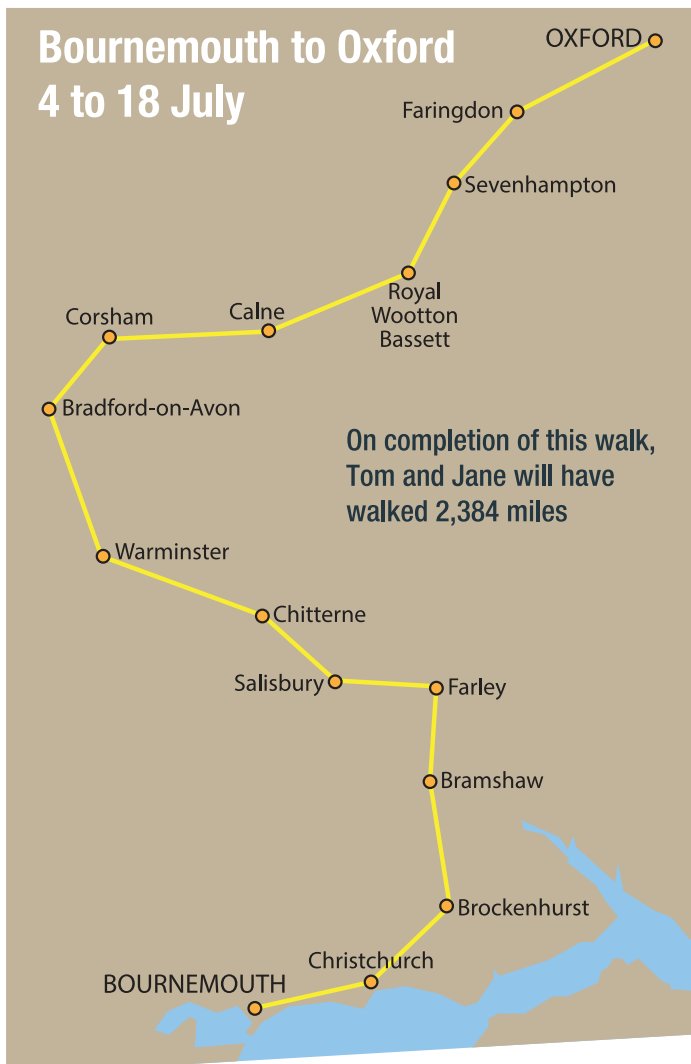 Bournemouth to Oxford
4 to 18 July
OXFORD
Faringdon
Sevenhampton
Royal
Wootton
Bassett
Calne
Corsham
Bradford-on-Avon
On completion of this walk,
Tom and Jane will have
walked 2,384 miles
Warminster
Chitterne
Salisbury
Farley
Bramshaw
Brockenhurst
Christchurch
BOURNEMOUTH